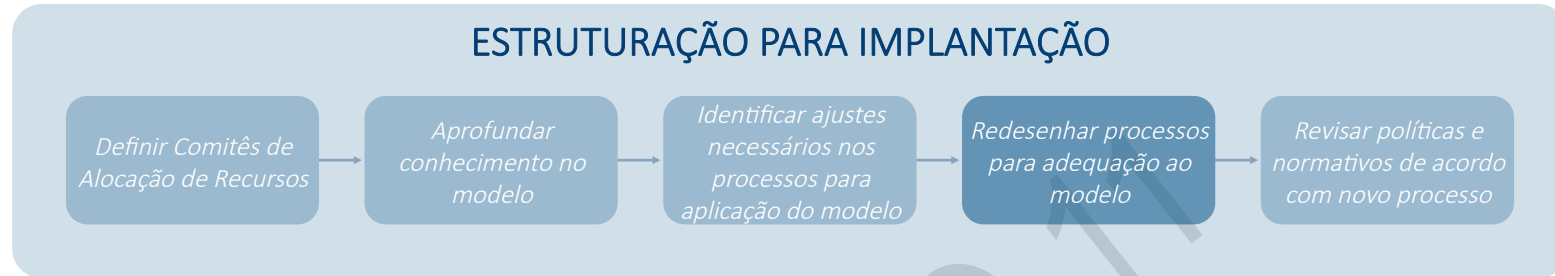 ESTRUTURAÇÃO PARA IMPLANTAÇÃO
Definir Comitês de
Alocação de Recursos
Aprofundar
conhecimento no
modelo
Identificar ajustes
necessários nos
processos para
aplicação do modelo
Redesenhar processos
para adequação ao
modelo
Revisar políticas e
normativos de acordo
com novo processo